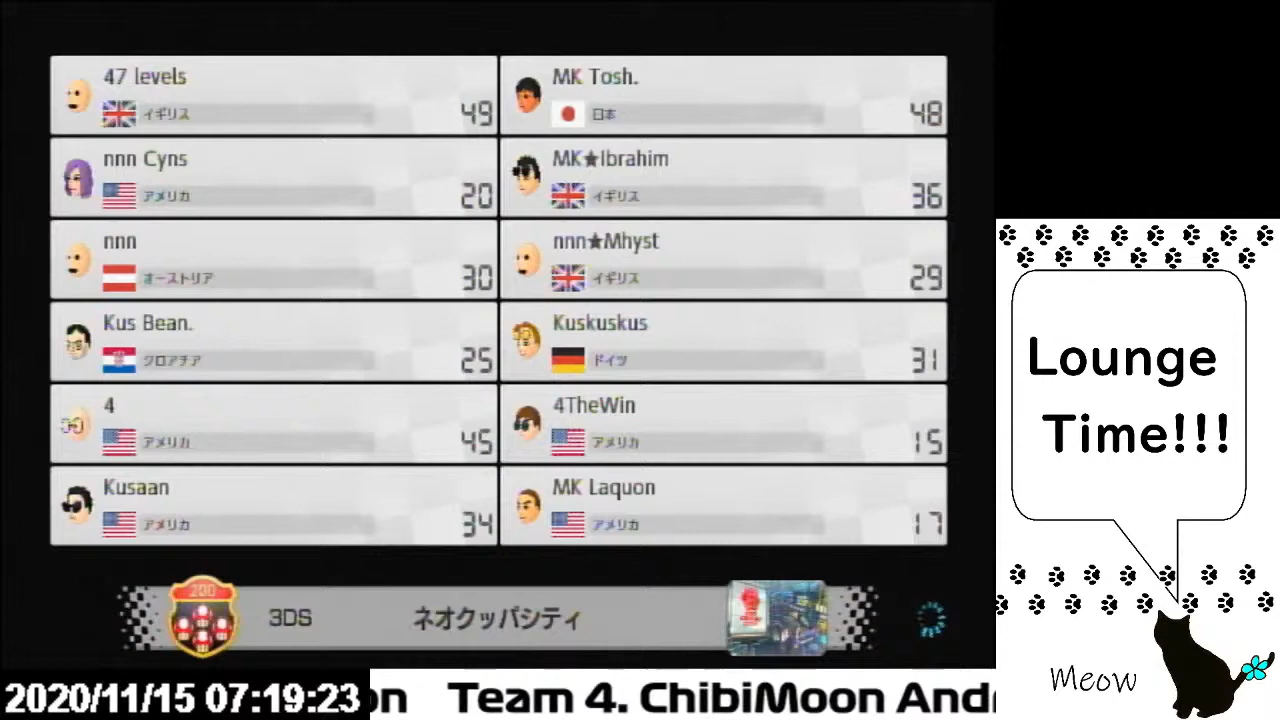 47 levels
イギリス
49
MK Tosh.
日本
48
nnn Cyns
アメリカ
20
MK★Ibrahim
イギリス
36
nnn
オーストリア
30
nnn★Mhyst
イギリス
29
Kus Bean.
クロアチア
25
Kuskuskus
ドイツ
31
4
アメリカ
45
4TheWin
アメリカ
15
Kusaan
アメリカ
34
MK Laquon
アメリカ
17
200
3DS ネオクッパシティ
Lounge
Time!!!
Meow
2020/11/15 07:19:23
on Team 4. ChibiMoon And